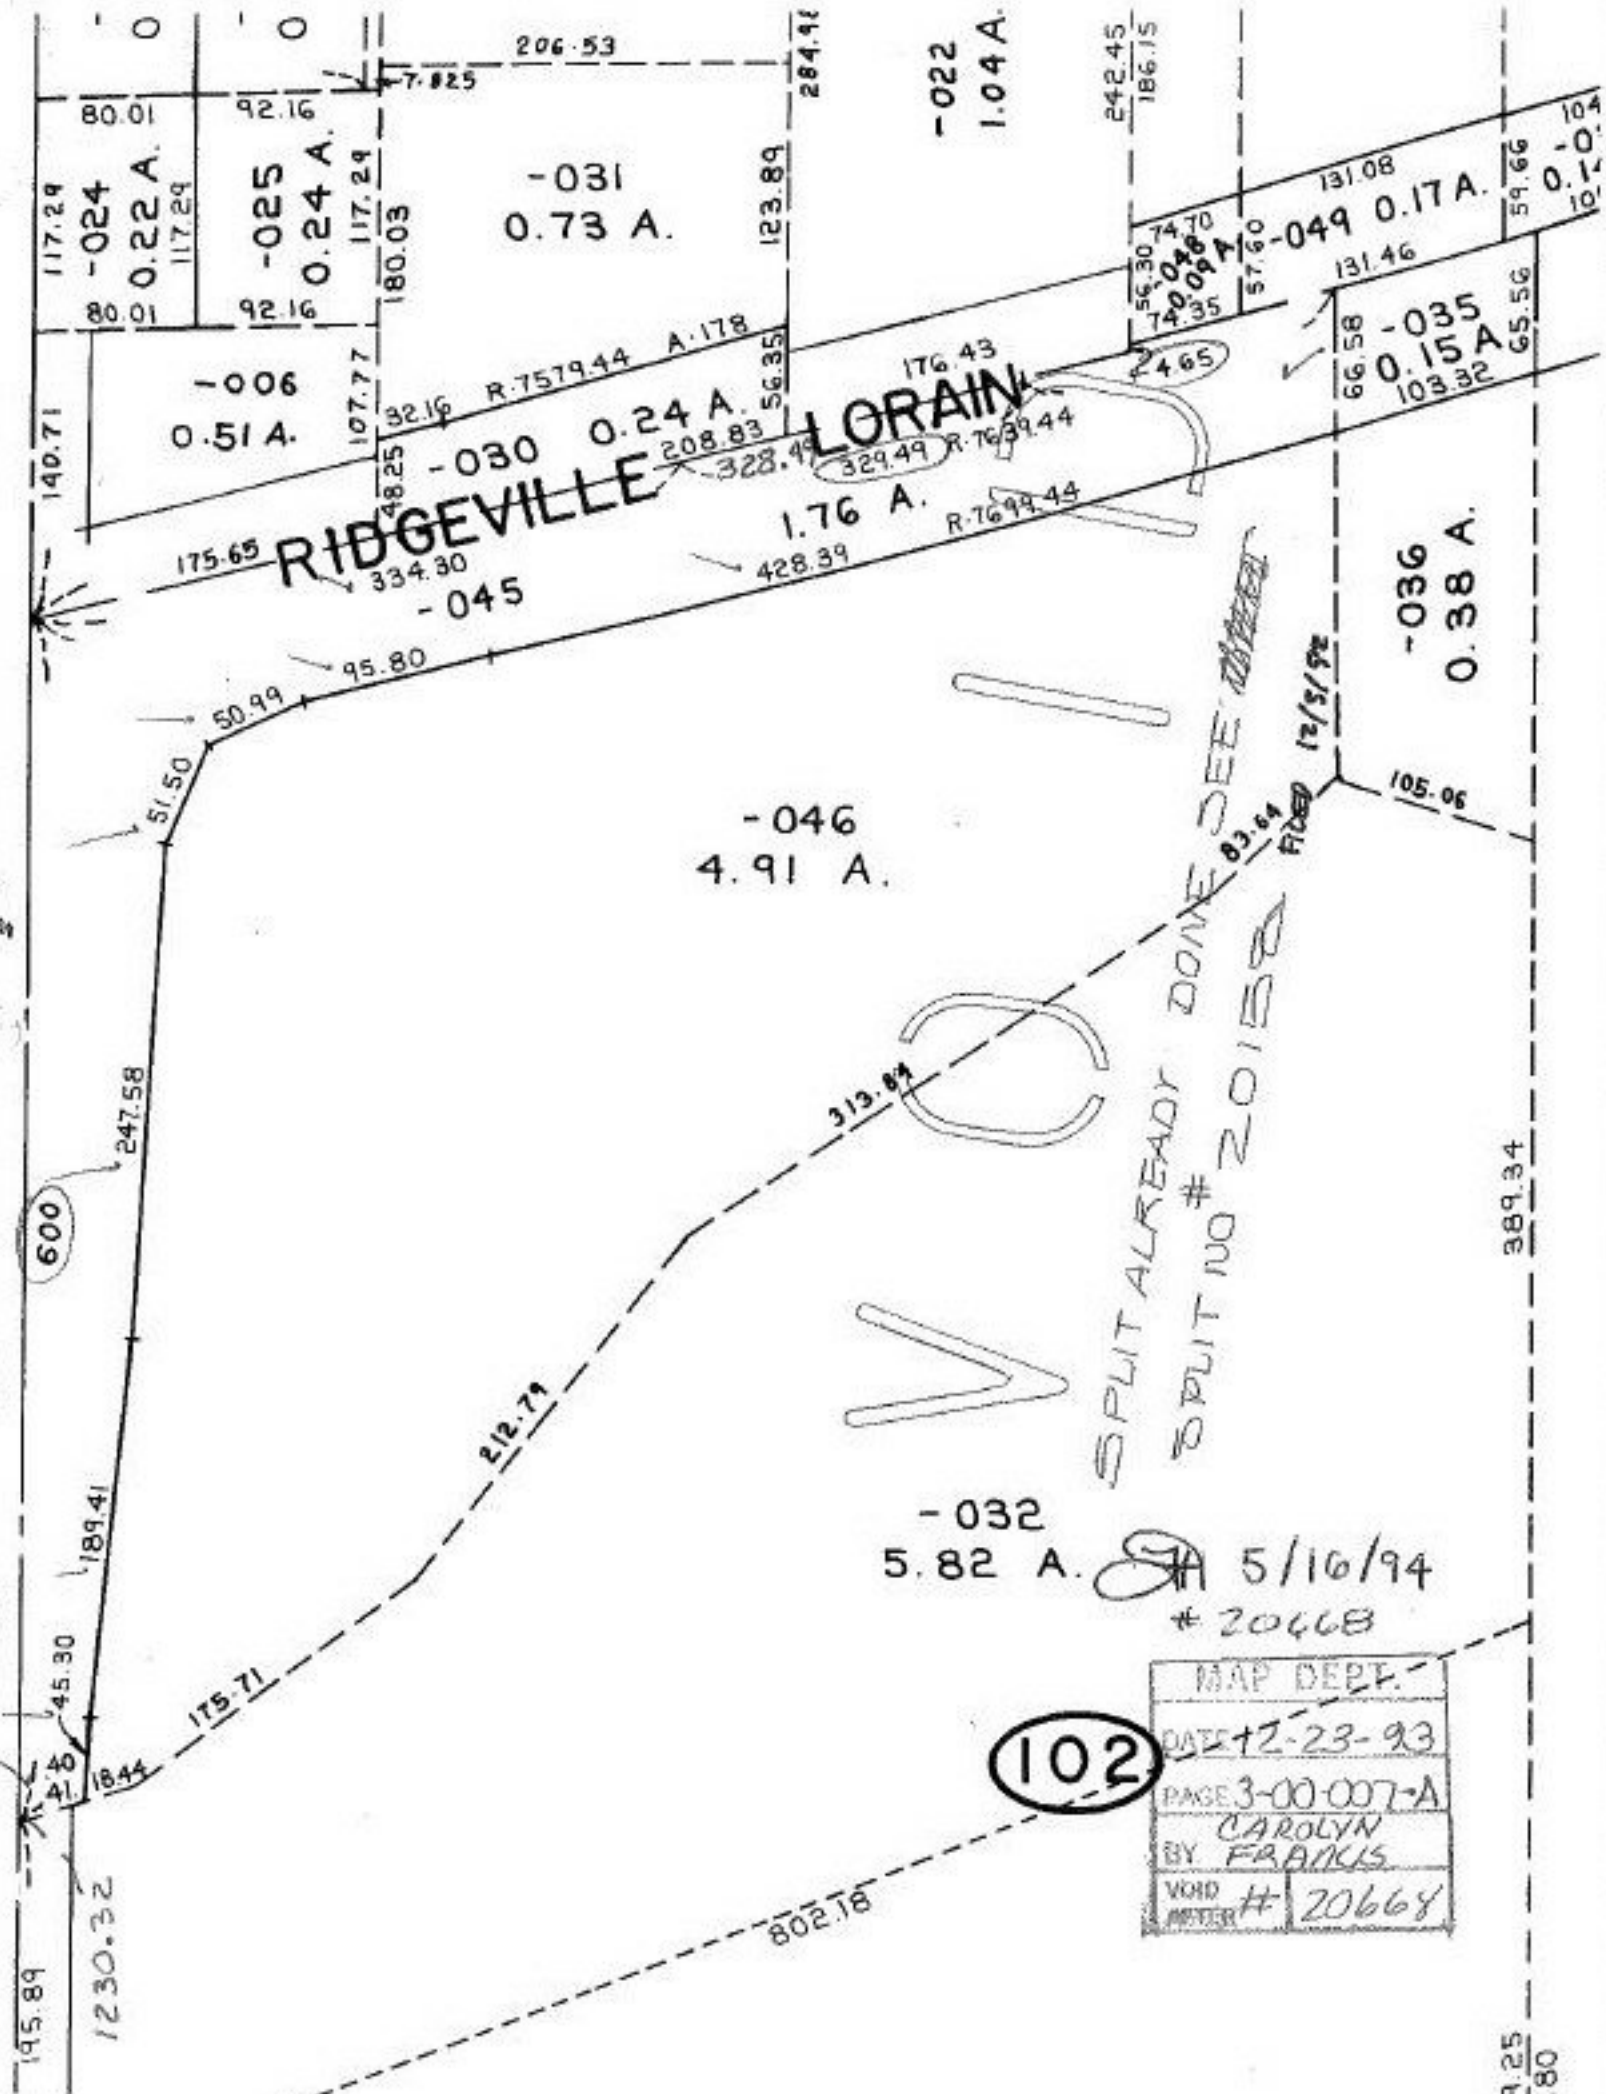 206.53
7.825
284.98
-022
1.04 A.
242.45
186.15
80.01
92.16
117.29
-024
0.22 A.
117.29
-025
0.24 A.
117.29
180.03
80.01
92.16
-031
0.73 A.
123.89
131.08
59.66
74.70
-048
0.09 A
56.30
57.60
74.35
-049 0.17 A.
131.46
24.65
-035
0.15 A
66.58
65.56
103.32
-006
0.51 A.
107.77
140.71
32.16
R.7579.44
A.178
56.35
176.43
-030
0.24 A.
48.25
208.83
328.49
329.49
R.7639.44
RIDGEVILLE
LORAIN
175.65
334.30
-045
1.76 A.
428.39
R.7699.44
95.80
50.99
51.50
-036
0.38 A.
12/3/92
105.06
83.64
-046
4.91 A.
VOID
SPLIT ALREADY DONE SEE
SPLIT NO # 20158
313.84
247.58
600
389.34
212.79
189.41
-032
5.82 A.
5/16/94
# 20668
45.30
175.71
.40
41.
18.44
102
MAP DEPT.
DATE 12-23-93
PAGE 3-00-007-A
BY CAROLYN
FRANCIS
VOID
# 20668
802.18
1230.32
195.89
9.25
80